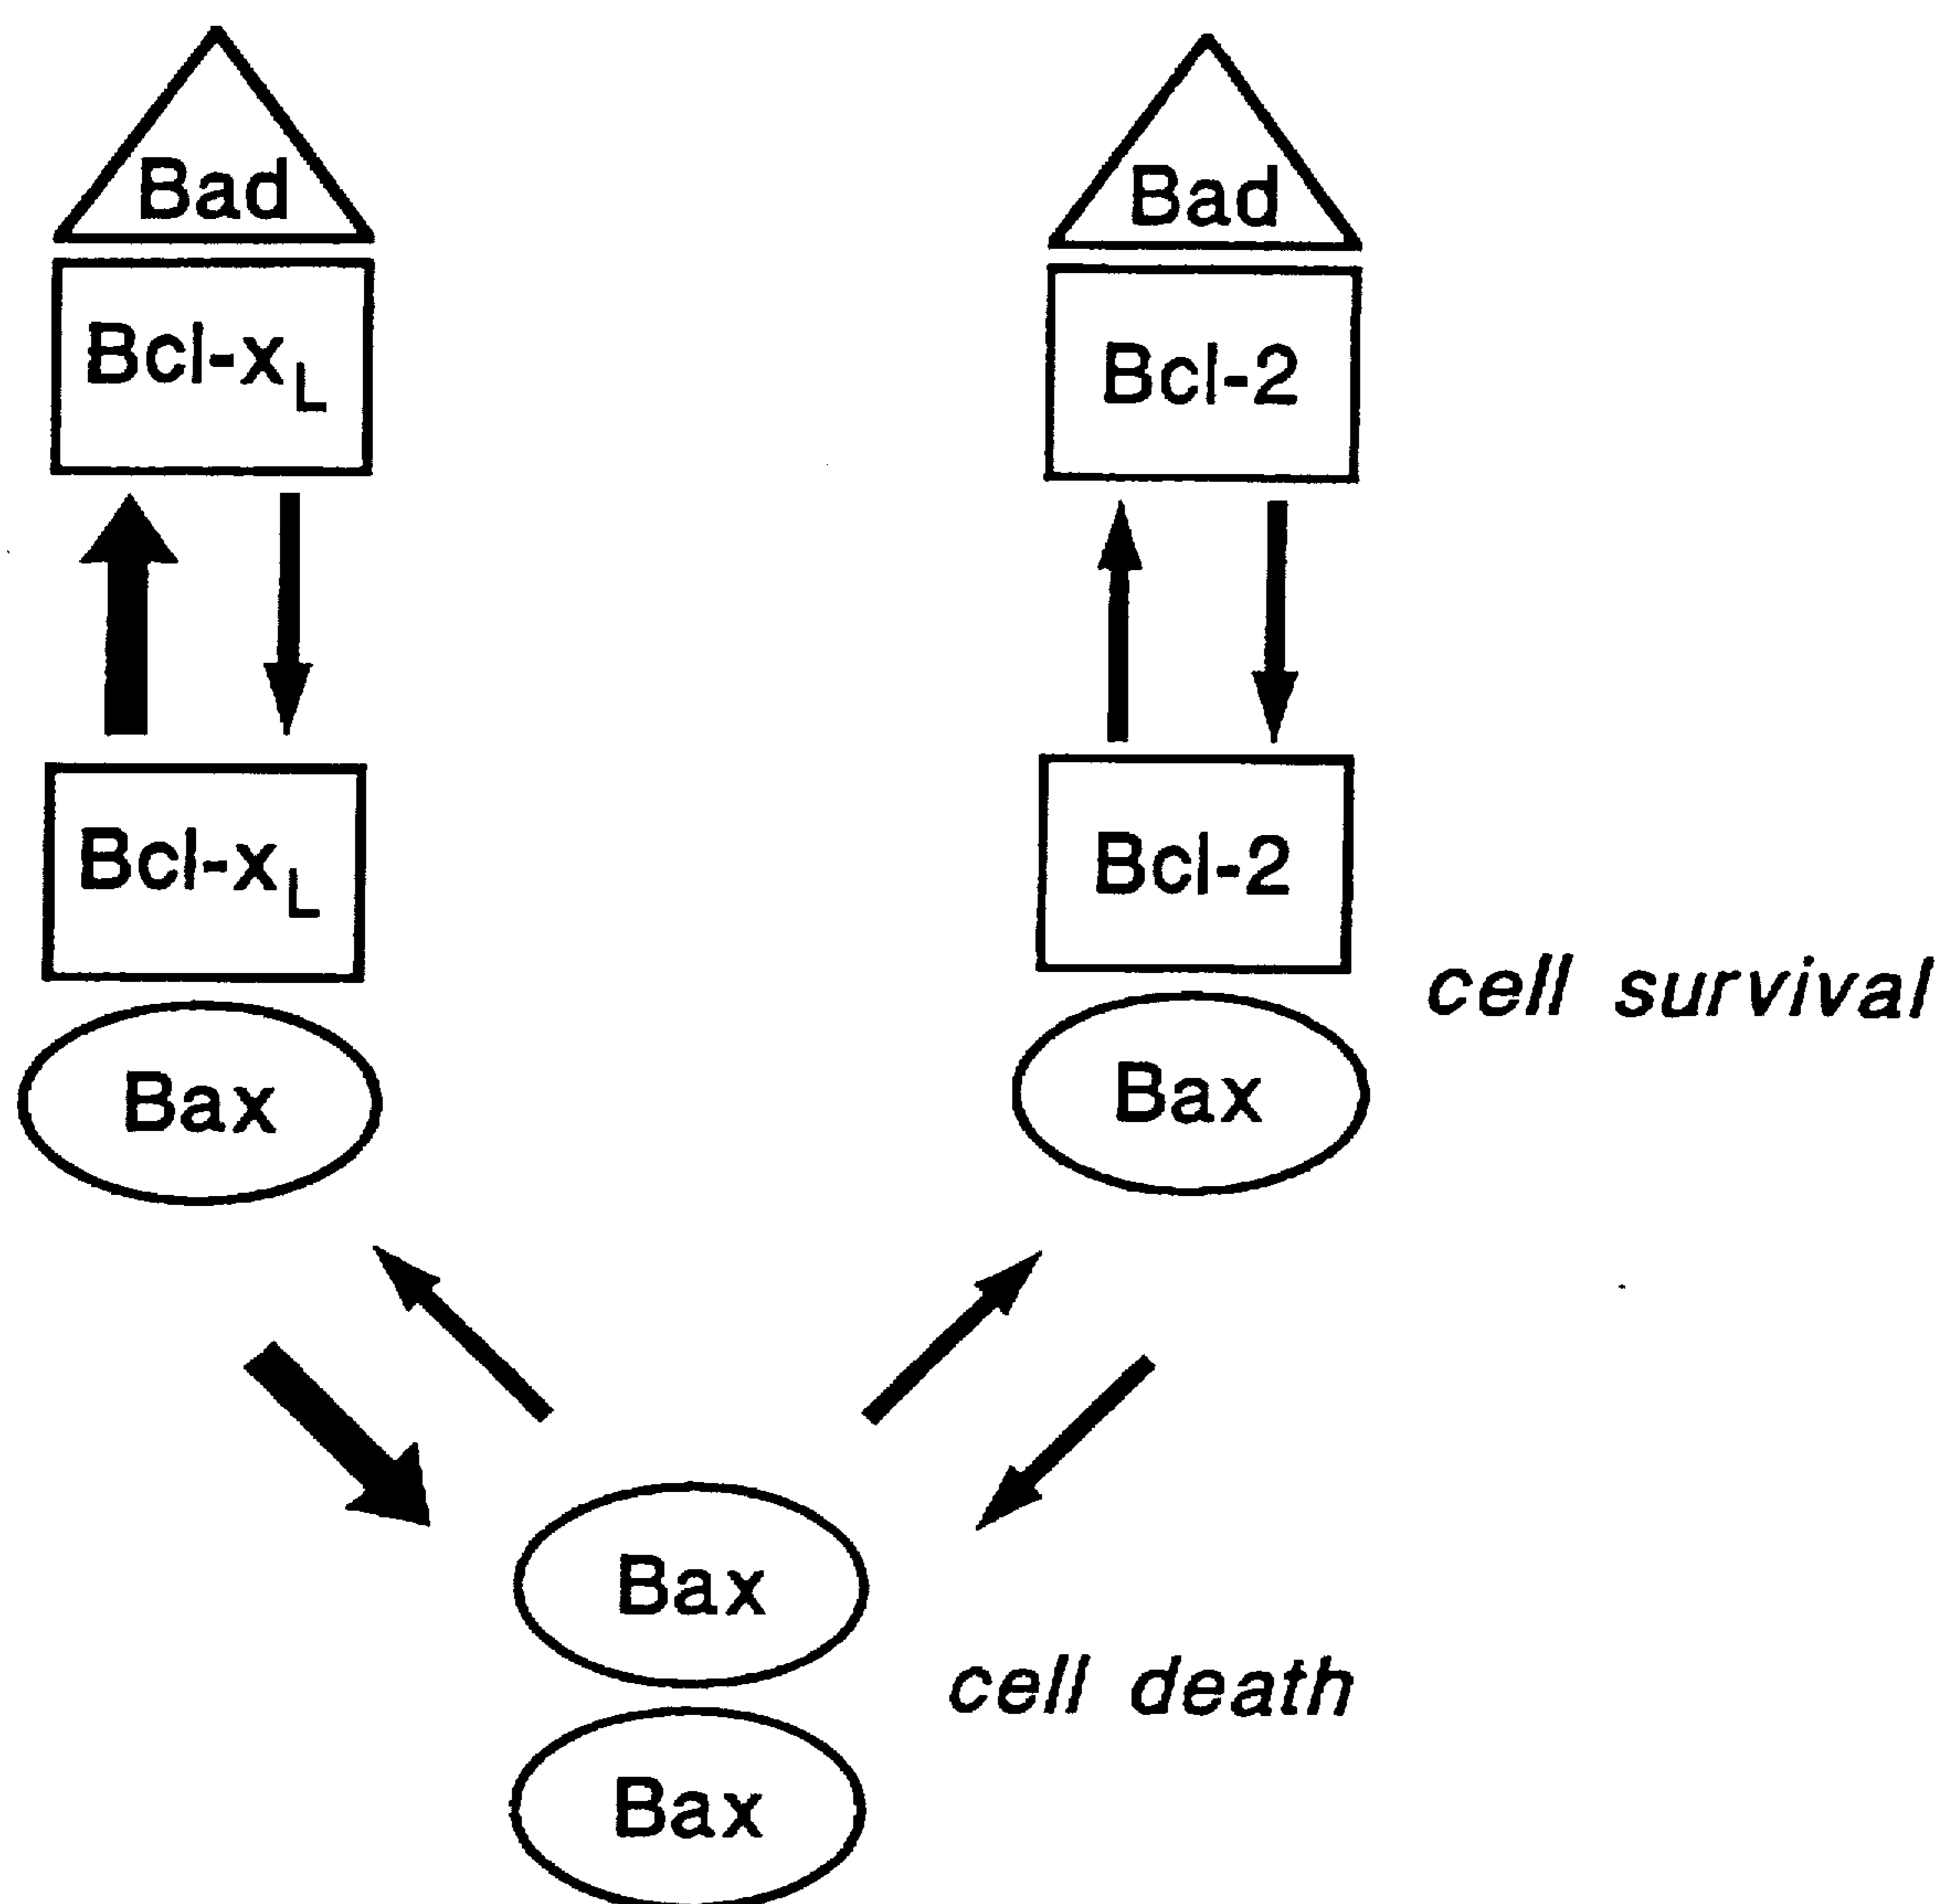 Bad
Bad
Bcl-xL
Bcl-2
Bcl-xL
Bcl-2
cell survival
Bax
Bax
Bax
cell death
Bax